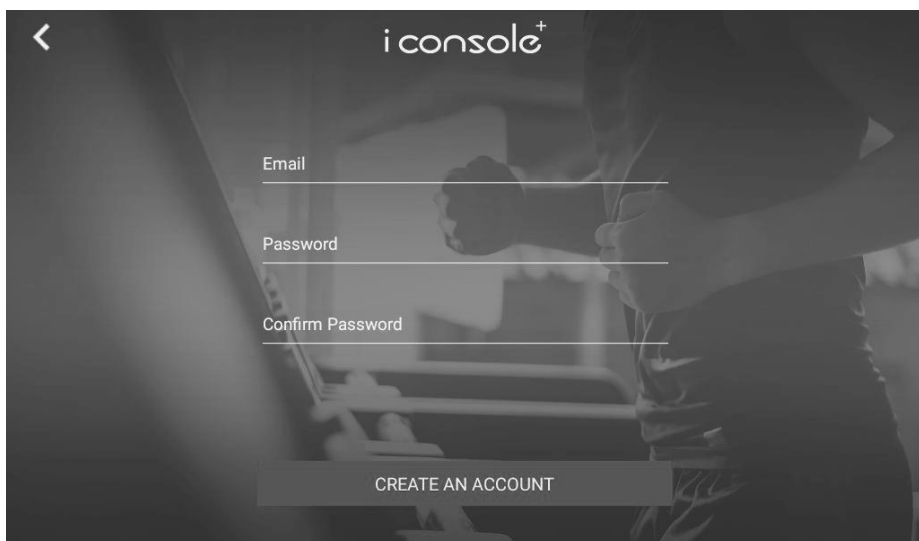 i console+
Email
Password
Confirm Password
CREATE AN ACCOUNT